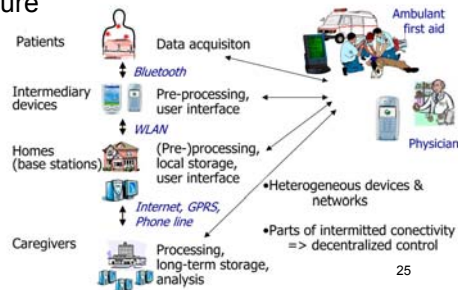 ure
Patients
Data acquisiton
Bluetooth
Intermediary
devices
Pre-processing,
user interface
WLAN
Homes
(base stations)
(Pre-)processing,
local storage,
user interface
Internet, GPRS,
Phone line
Caregivers
Processing,
long-term storage,
analysis
Ambulant
first aid
Physician
•Heterogeneous devices &
networks
•Parts of intermitted conectivity
=> decentralized control
25